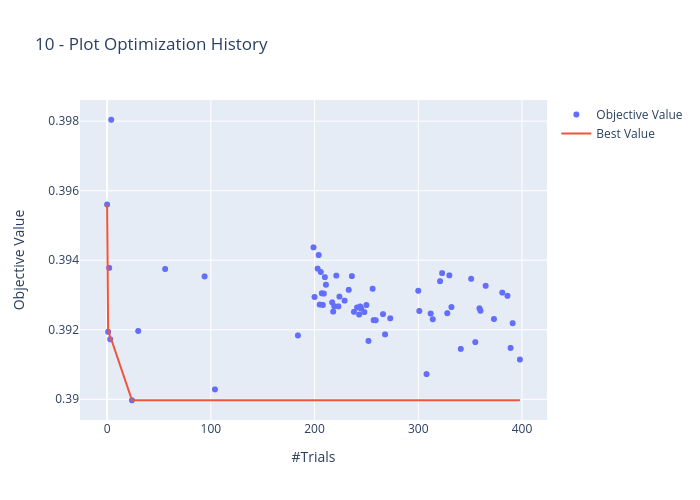 10 - Plot Optimization History
Objective Value
Best Value
0.398
0.396
0.394
0.392
0.39
Objective Value
0
100
200
300
400
#Trials